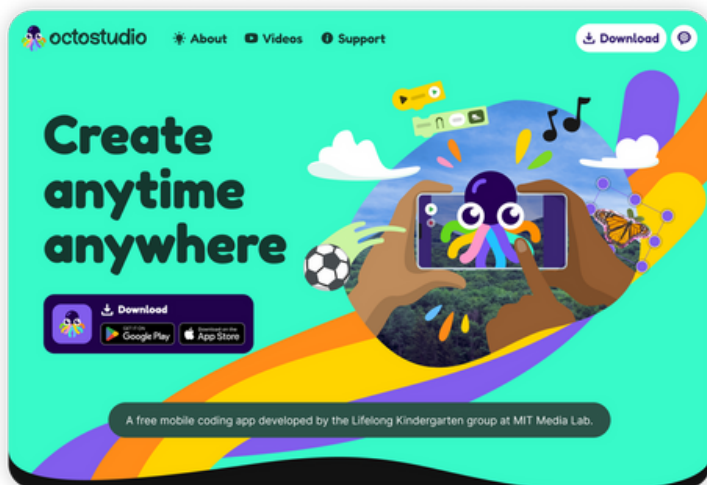 octostudio
About
Videos
Support
Download
Create
anytime
anywhere
Download
GET IT ON
Google Play
Download on the
App Store
A free mobile coding app developed by the Lifelong Kindergarten group at MIT Media Lab.